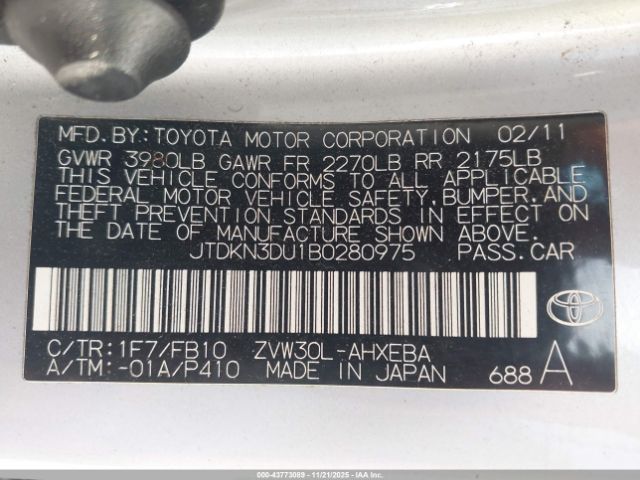 MFD.BY:TOYOTA MOTOR CORPORATION 02/11
GVWR 3980LB GAWR FR 2270LB RR 2175LB
THIS VEHICLE CONFORMS TO ALL APPLICABLE
FEDERAL MOTOR VEHICLE SAFETY,BUMPER,AND
THEFT PREVENTION STANDARDS IN EFFECT ON
THE DATE OF MANUFACTURE SHOWN ABOVE.
JTDKN3DU1B0280975 PASS.CAR
C/TR:1F7/FB10 ZVW30L-AHXEBA
A/TM:-01A/P410 MADE IN JAPAN 688 A
000-43773089 - 11/21/2025 - IAAI.COM